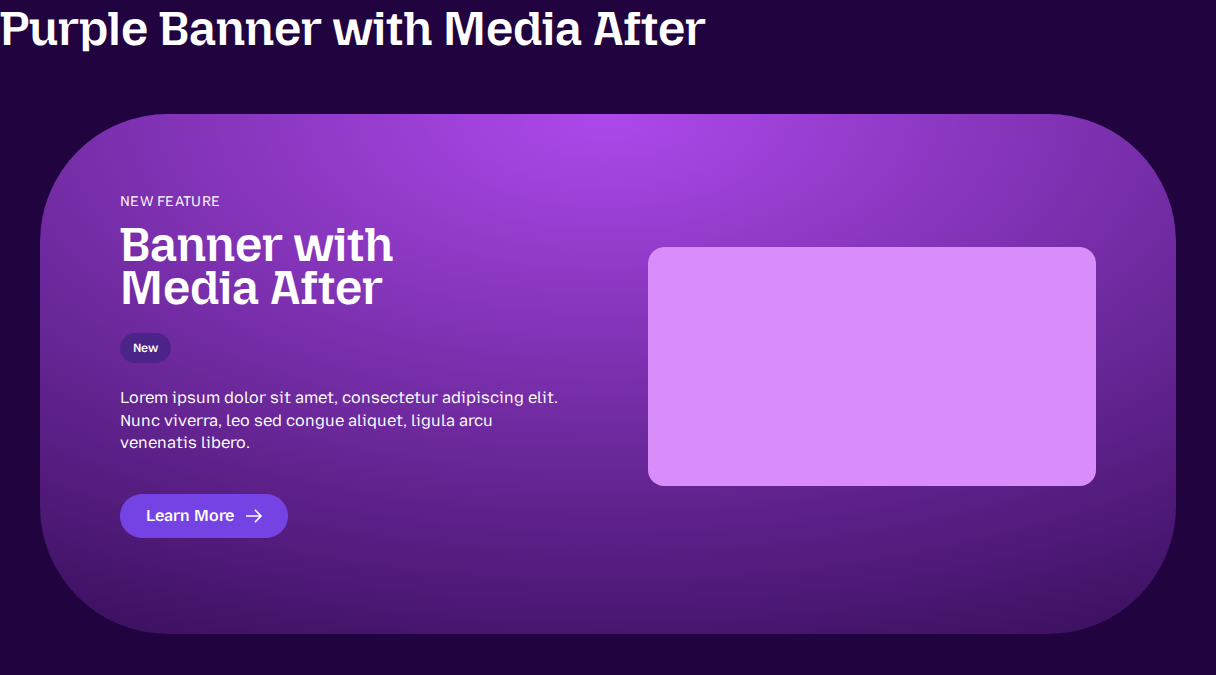 Purple Banner with Media After
NEW FEATURE
Banner with
Media After
New
Lorem ipsum dolor sit amet, consectetur adipiscing elit.
Nunc viverra, leo sed congue aliquet, ligula arcu
venenatis libero.
Learn More